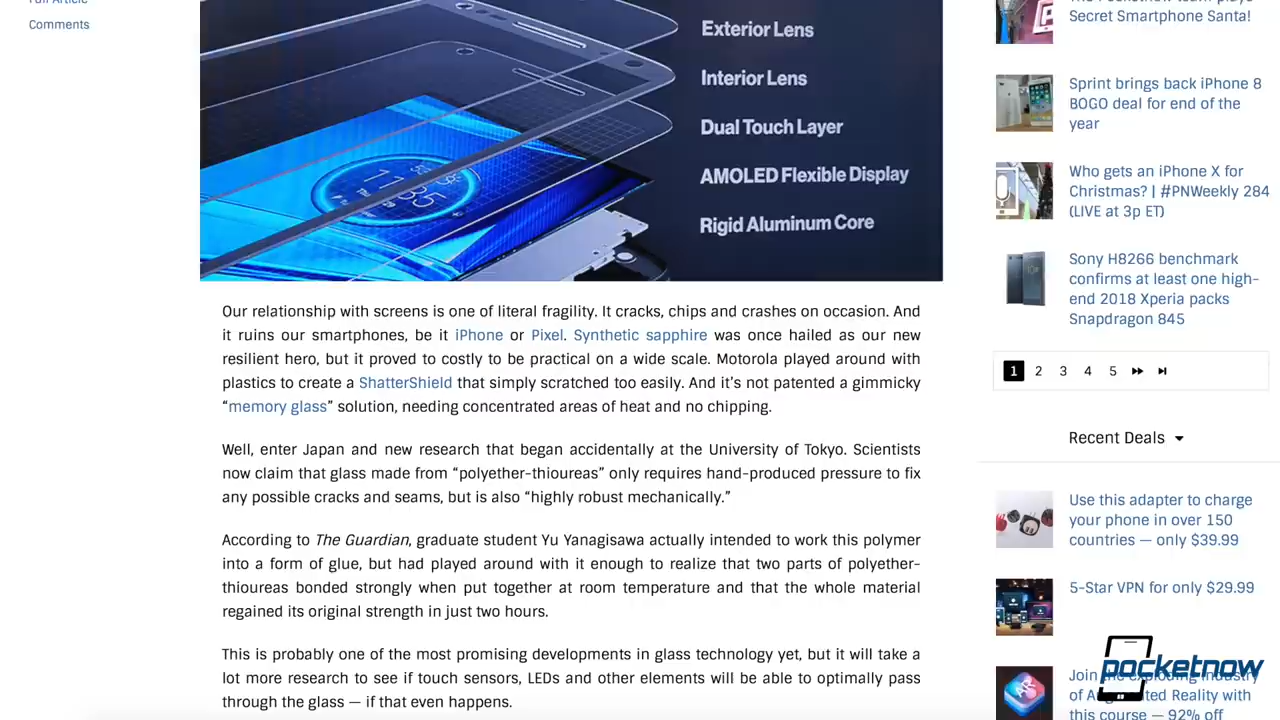 Full Article
Comments
Exterior Lens
Interior Lens
Dual Touch Layer
AMOLED Flexible Display
Rigid Aluminum Core
Our relationship with screens is one of literal fragility. It cracks, chips and crashes on occasion. And
it ruins our smartphones, be it iPhone or Pixel. Synthetic sapphire was once hailed as our new
resilient hero, but it proved to costly to be practical on a wide scale. Motorola played around with
plastics to create a ShatterShield that simply scratched too easily. And it’s not patented a gimmicky
“memory glass” solution, needing concentrated areas of heat and no chipping.
Well, enter Japan and new research that began accidentally at the University of Tokyo. Scientists
now claim that glass made from “polyether-thioureas” only requires hand-produced pressure to fix
any possible cracks and seams, but is also “highly robust mechanically.”
According to The Guardian, graduate student Yu Yanagisawa actually intended to work this polymer
into a form of glue, but had played around with it enough to realize that two parts of polyether-
thioureas bonded strongly when put together at room temperature and that the whole material
regained its original strength in just two hours.
This is probably one of the most promising developments in glass technology yet, but it will take a
lot more research to see if touch sensors, LEDs and other elements will be able to optimally pass
through the glass — if that even happens.
The Pocketnow team plays
Secret Smartphone Santa!
Sprint brings back iPhone 8
BOGO deal for end of the
year
Who gets an iPhone X for
Christmas? | #PNWeekly 284
(LIVE at 3p ET)
Sony H8266 benchmark
confirms at least one high-
end 2018 Xperia packs
Snapdragon 845
1 2 3 4 5
Recent Deals
Use this adapter to charge
your phone in over 150
countries — only $39.99
5-Star VPN for only $29.99
Join the exploding industry
of Augmented Reality with
this course — 92% off
pocketnow